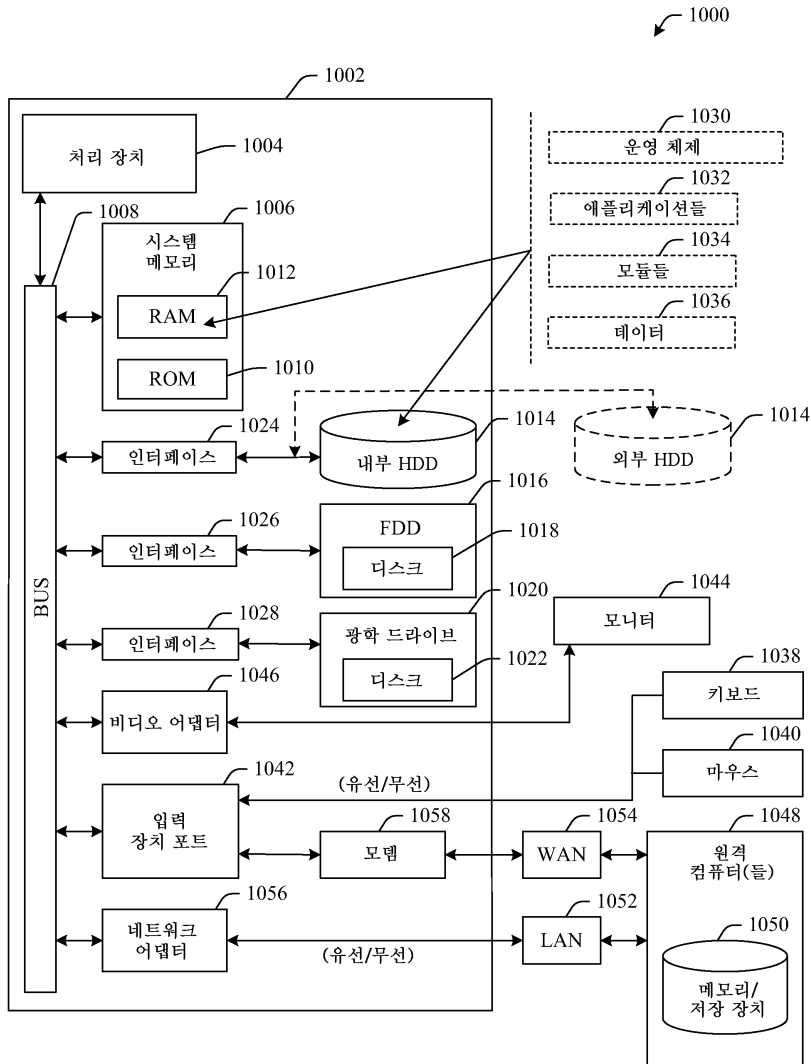 1000
1002
1004
처리 장치
1008
1006
시스템
메모리
1012
RAM
1010
ROM
1030
운영 체제
1032
애플리케이션들
1034
모듈들
1036
데이터
BUS
1024
인터페이스
1014
내부 HDD
1014
외부 HDD
1026
인터페이스
1016
FDD
1018
디스크
1028
인터페이스
1020
광학 드라이브
1022
디스크
1044
모니터
1046
비디오 어댑터
1038
키보드
1040
마우스
1042
입력
장치 포트
(유선/무선)
1058
모뎀
1054
WAN
1048
원격
컴퓨터(들)
1056
네트워크
어댑터
(유선/무선)
1052
LAN
1050
메모리/
저장 장치